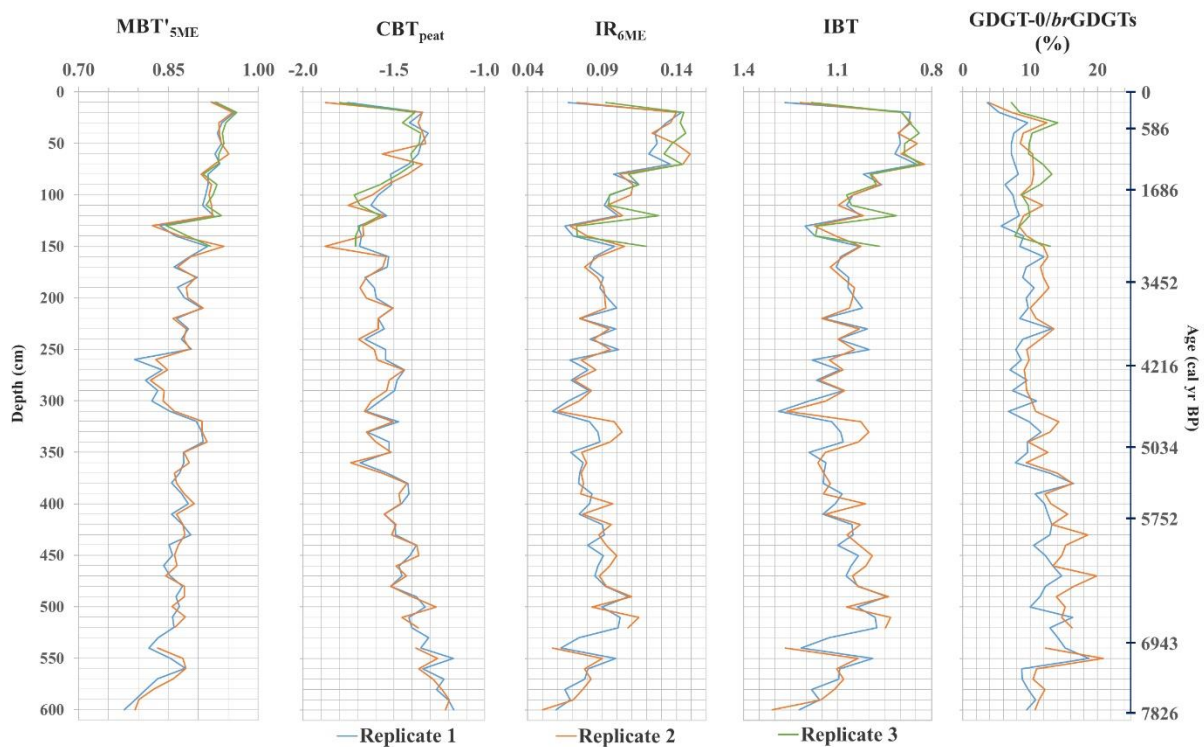 MBT'5ME CBTpeat IR6ME IBT GDGT-0/brGDGTs
(%)
0.70 0.85 1.00 -2.0 -1.5 -1.0 0.04 0.09 0.14 1.4 1.1 0.8 0 10 20
0 0
50 586
100 1686
150
200 3452
250 4216
300
350 5034
400 5752
450
500
550 6943
600 7826
Depth (cm)
Age (cal yr BP)
Replicate 1 Replicate 2 Replicate 3